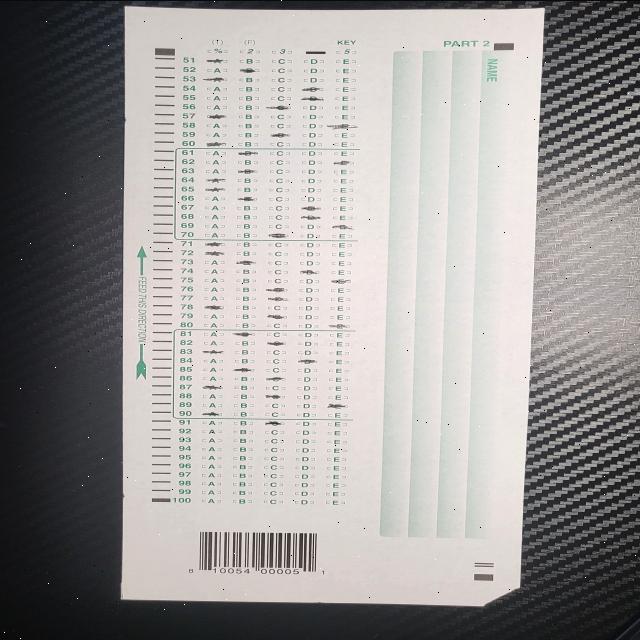 (T) (F) KEY
% 2 3 5
PART 2
NAME
51 A B C D E
52 A B C D E
53 A B C D E
54 A B C D E
55 A B C D E
56 A B C D E
57 A B C D E
58 A B C D E
59 A B C D E
60 A B C D E
61 A B C D E
62 A B C D E
63 A B C D E
64 A B C D E
65 A B C D E
66 A B C D E
67 A B C D E
68 A B C D E
69 A B C D E
70 A B C D E
71 A B C D E
72 A B C D E
73 A B C D E
74 A B C D E
75 A B C D E
76 A B C D E
77 A B C D E
78 A B C D E
79 A B C D E
80 A B C D E
81 A B C D E
82 A B C D E
83 A B C D E
84 A B C D E
85 A B C D E
86 A B C D E
87 A B C D E
88 A B C D E
89 A B C D E
90 A B C D E
91 A B C D E
92 A B C D E
93 A B C D E
94 A B C D E
95 A B C D E
96 A B C D E
97 A B C D E
98 A B C D E
99 A B C D E
100 A B C D E
FEED THIS DIRECTION
8 10054 00005 1